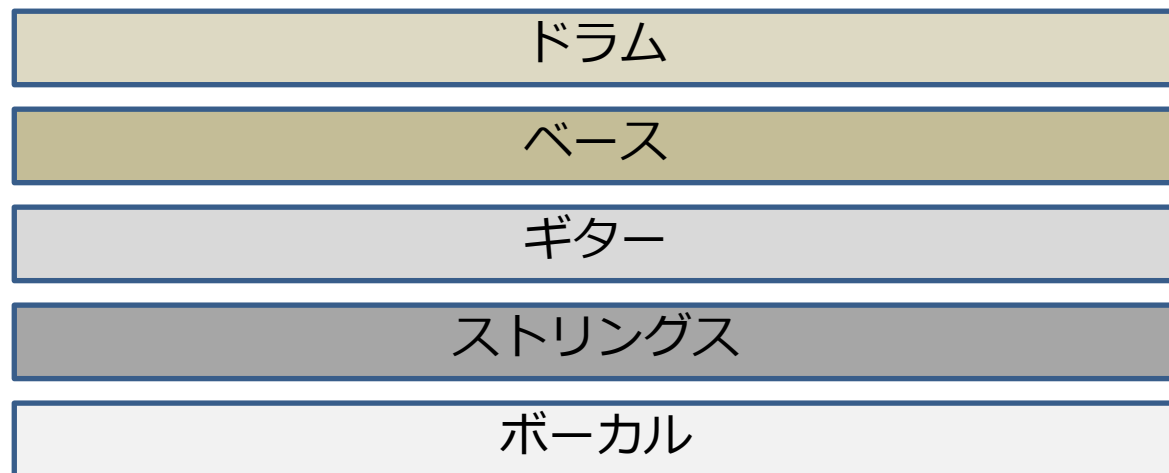 ドラム
ベース
ギター
ストリングス
ボーカル